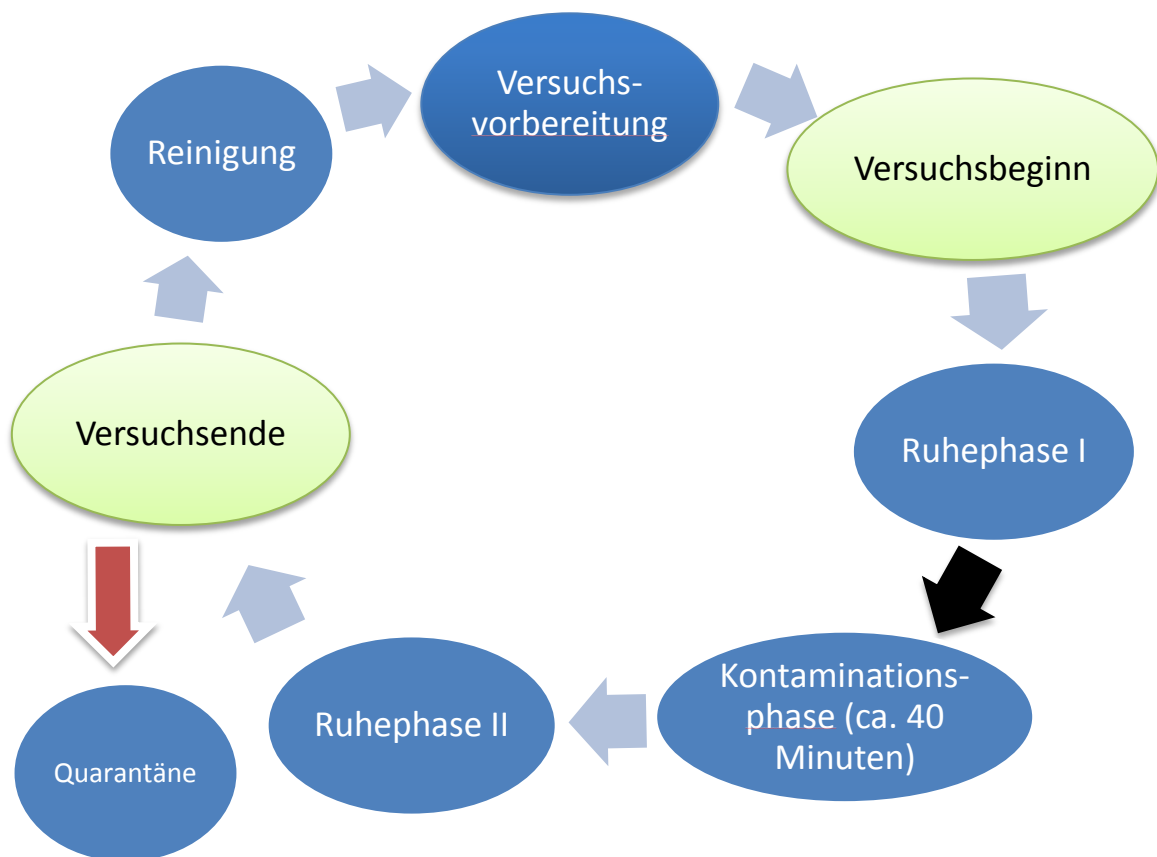 Versuchs-
vorbereitung
Versuchsbeginn
Ruhephase I
Kontaminations-
phase (ca. 40
Minuten)
Ruhephase II
Versuchsende
Quarantäne
Reinigung